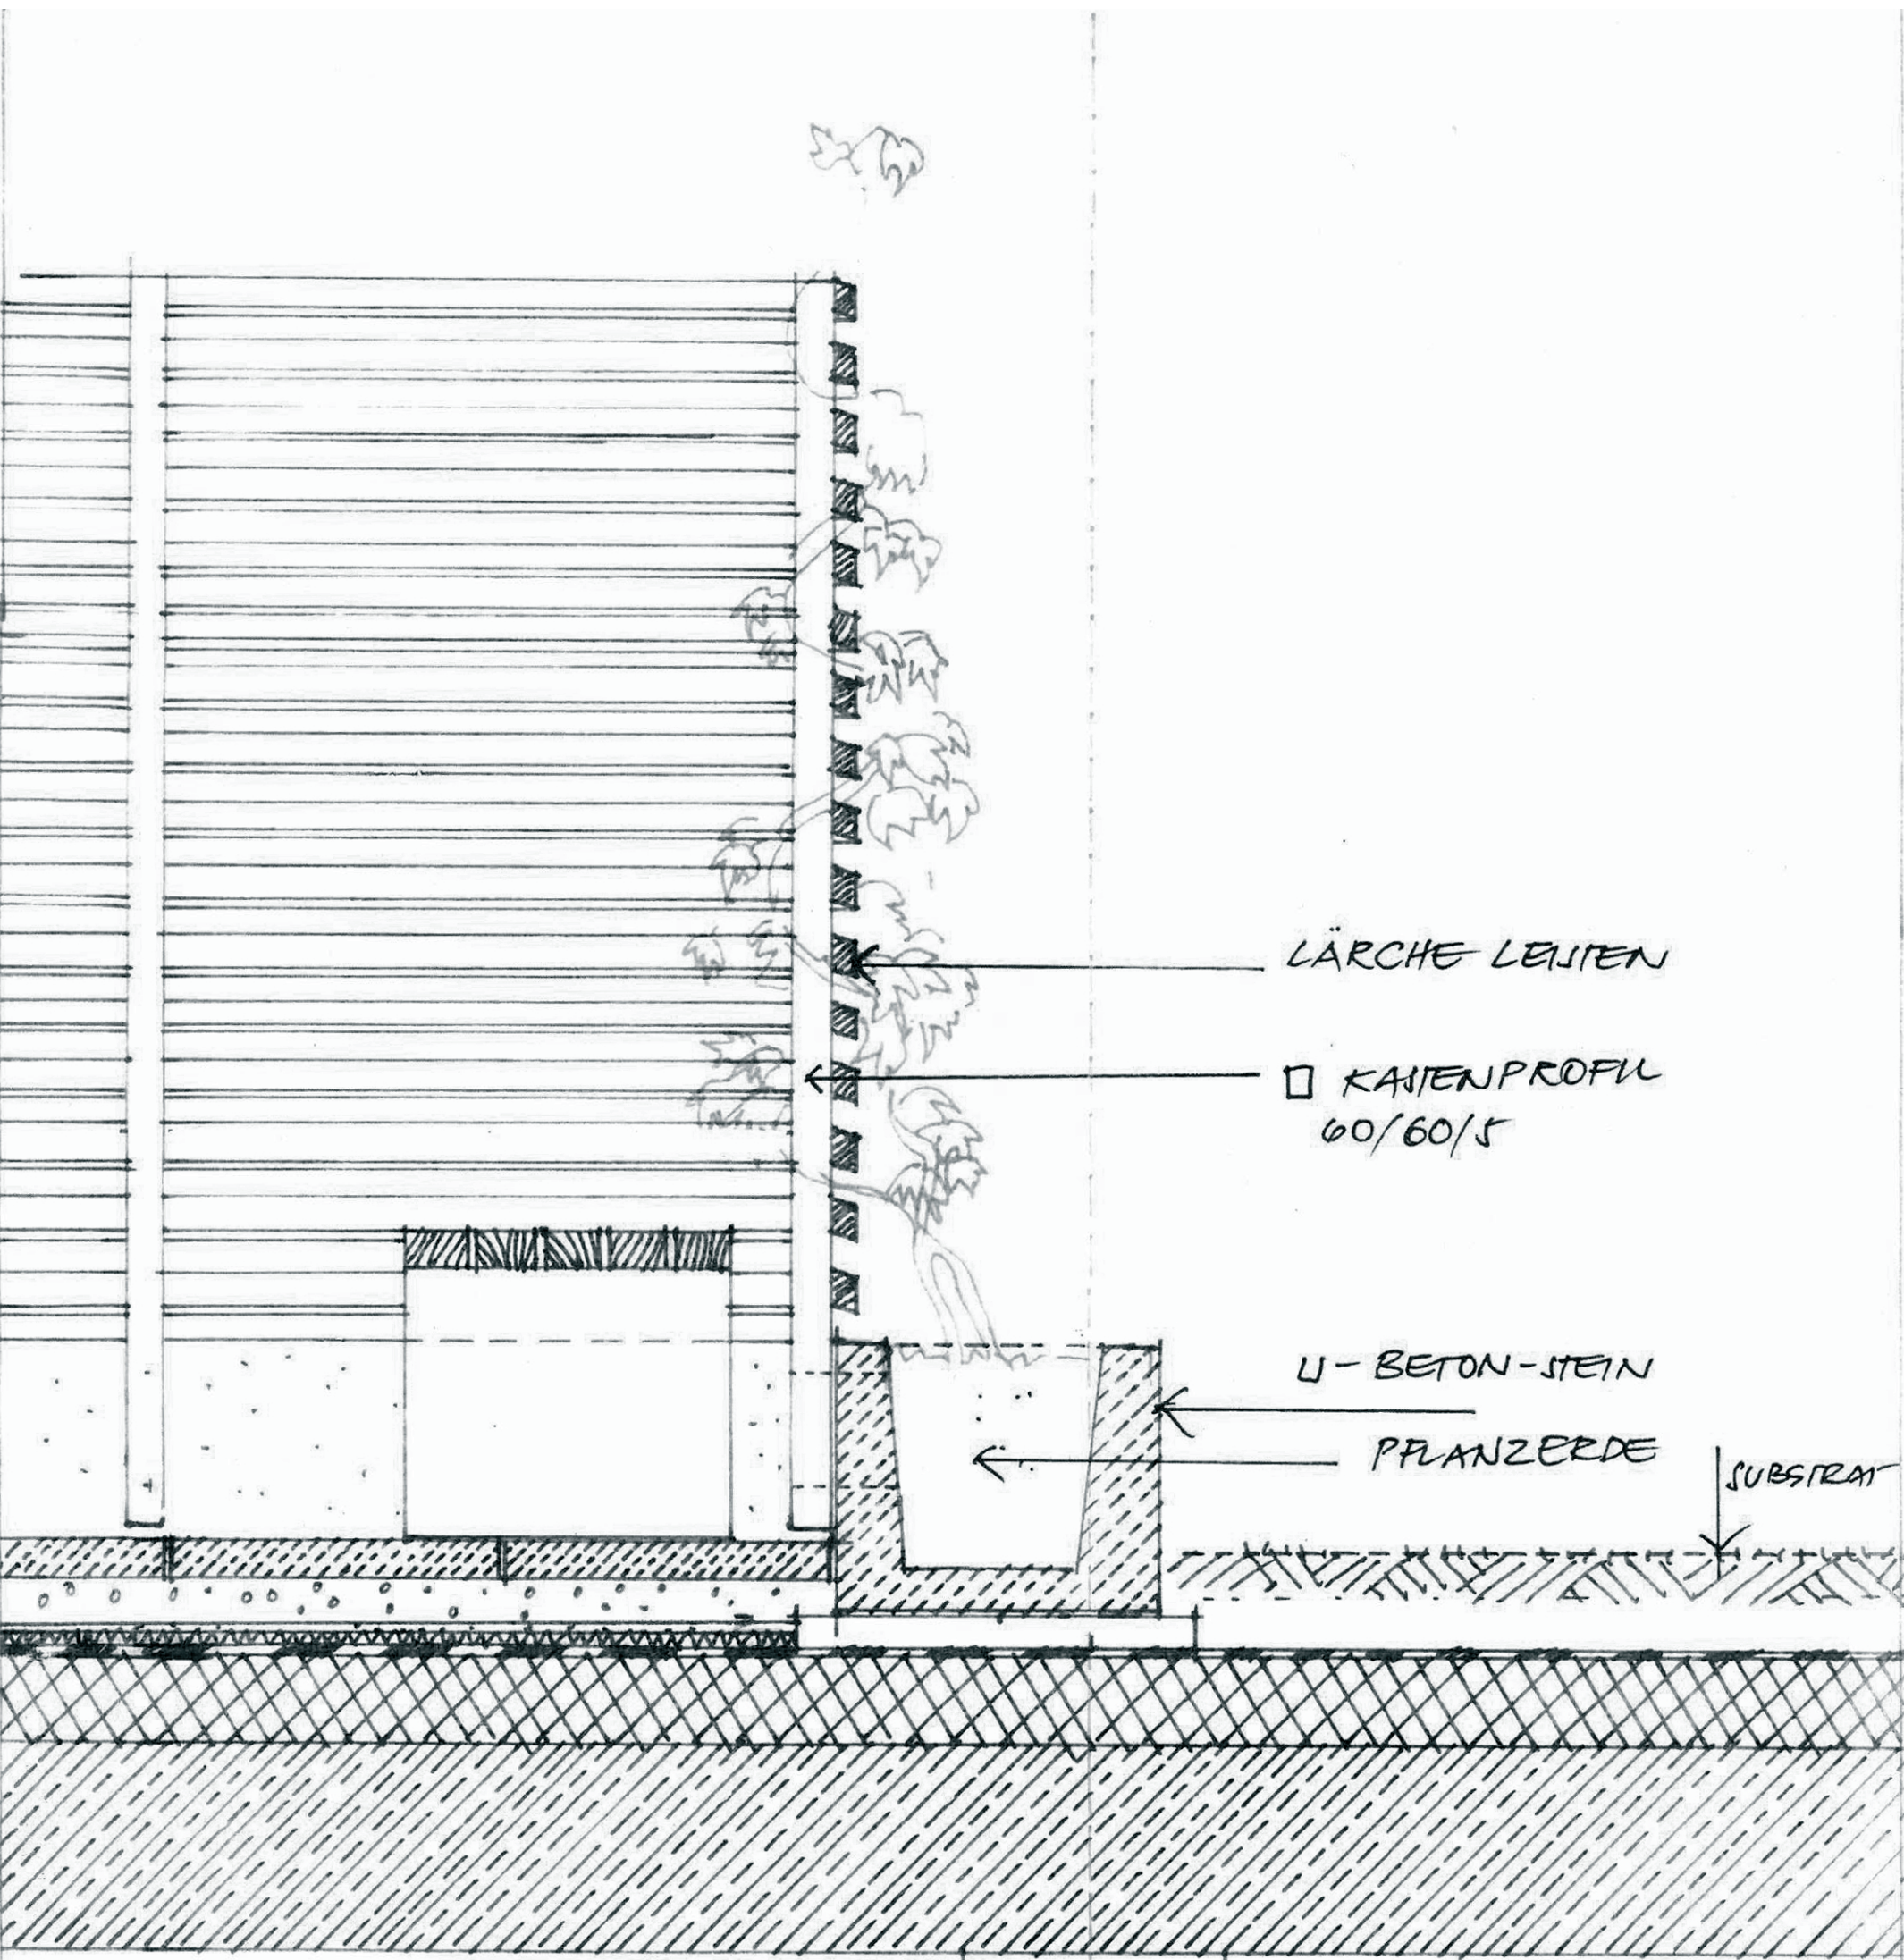 LÄRCHE LEISTEN
KASTENPROFIL
60/60/5
U-BETON-STEIN
PFLANZERDE
SUBSTRAT